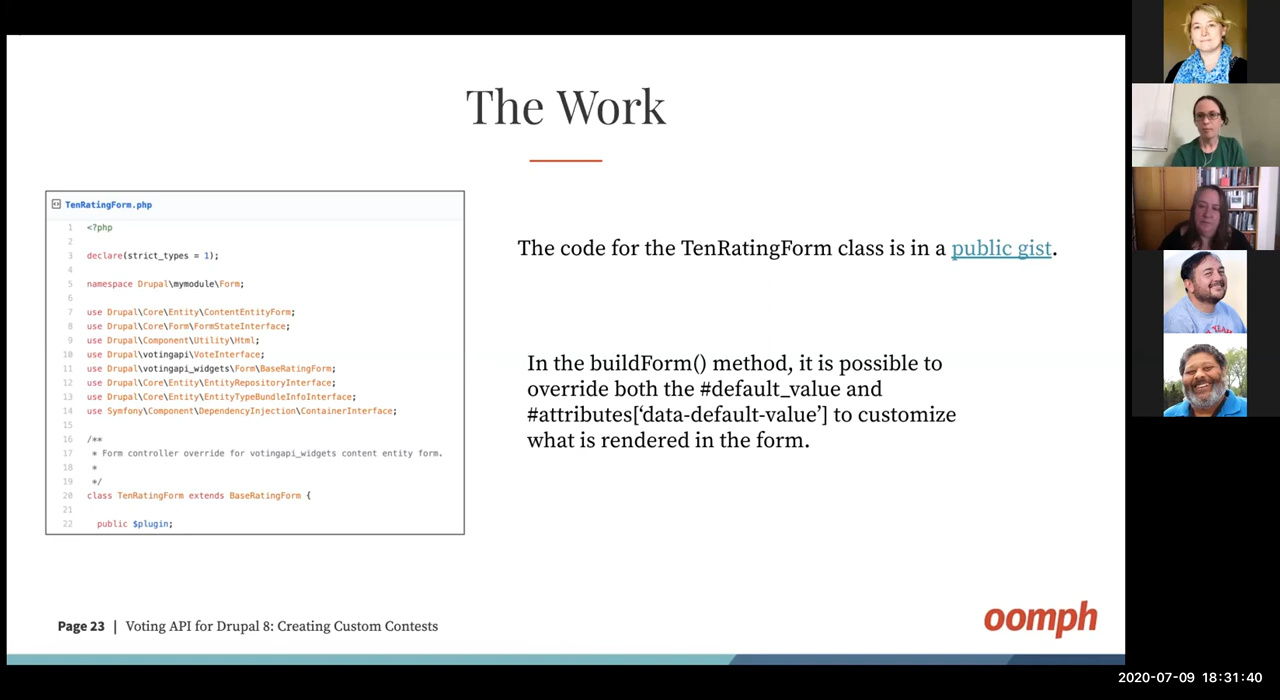 The Work
TenRatingForm.php
1 <?php
2
3 declare(strict_types = 1);
4
5 namespace Drupal\mymodule\Form;
6
7 use Drupal\Core\Entity\ContentEntityForm;
8 use Drupal\Core\Form\FormStateInterface;
9 use Drupal\Component\Utility\Html;
10 use Drupal\votingapi\VoteInterface;
11 use Drupal\votingapi_widgets\Form\BaseRatingForm;
12 use Drupal\Core\Entity\EntityRepositoryInterface;
13 use Drupal\Core\Entity\EntityTypeBundleInfoInterface;
14 use Symfony\Component\DependencyInjection\ContainerInterface;
15
16 /**
17 * Form controller override for votingapi_widgets content entity form.
18 *
19 */
20 class TenRatingForm extends BaseRatingForm {
21
22 public $plugin;
The code for the TenRatingForm class is in a public gist.
In the buildForm() method, it is possible to
override both the #default_value and
#attributes[‘data-default-value’] to customize
what is rendered in the form.
Page 23 | Voting API for Drupal 8: Creating Custom Contests
oomph
2020-07-09 18:31:40